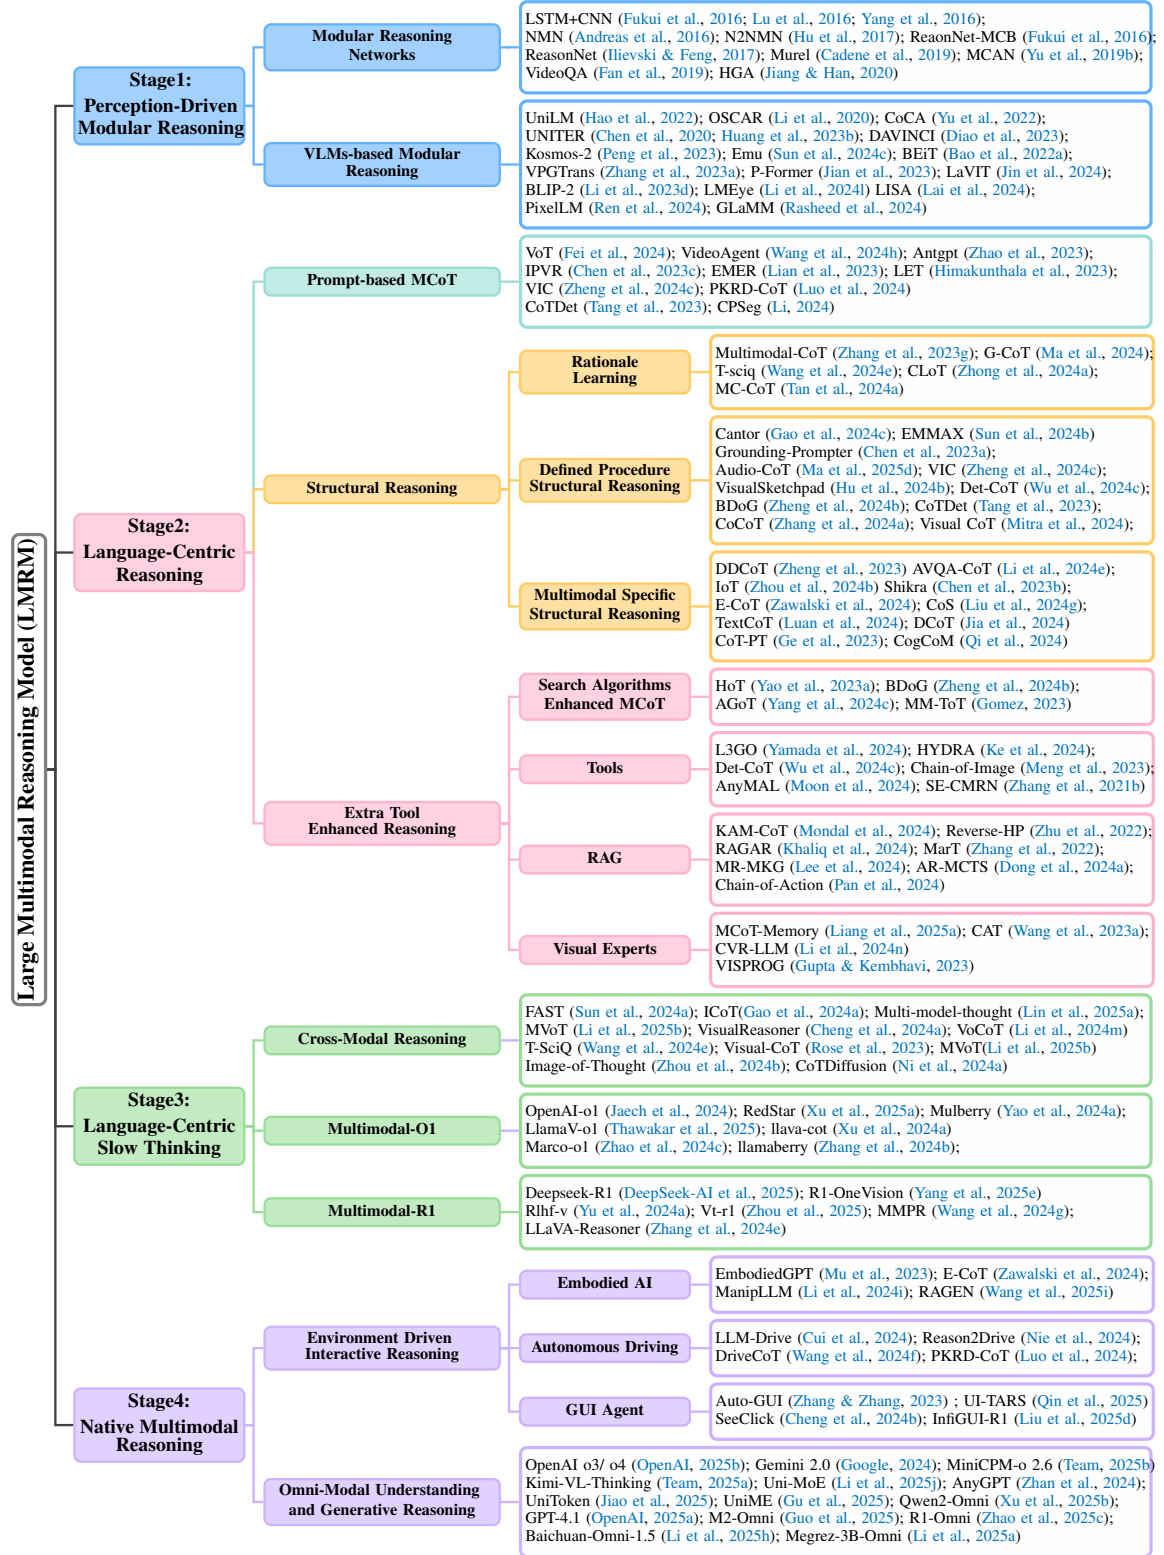 Large Multimodal Reasoning Model (LMRM)
Stage1:
Perception-Driven
Modular Reasoning
Modular Reasoning
Networks
LSTM+CNN (Fukui et al., 2016; Lu et al., 2016; Yang et al., 2016);
NMN (Andreas et al., 2016); N2NMN (Hu et al., 2017); ReaonNet-MCB (Fukui et al., 2016);
ReasonNet (Ilievski & Feng, 2017); Murel (Cadene et al., 2019); MCAN (Yu et al., 2019b);
VideoQA (Fan et al., 2019); HGA (Jiang & Han, 2020)
VLMs-based Modular
Reasoning
UniLM (Hao et al., 2022); OSCAR (Li et al., 2020); CoCA (Yu et al., 2022);
UNITER (Chen et al., 2020; Huang et al., 2023b); DAVINCI (Diao et al., 2023);
Kosmos-2 (Peng et al., 2023); Emu (Sun et al., 2024c); BEiT (Bao et al., 2022a);
VPGTrans (Zhang et al., 2023a); P-Former (Jian et al., 2023); LaVIT (Jin et al., 2024);
BLIP-2 (Li et al., 2023d); LMEye (Li et al., 2024l) LISA (Lai et al., 2024);
PixelLM (Ren et al., 2024); GLaMM (Rasheed et al., 2024)
Stage2:
Language-Centric
Reasoning
Prompt-based MCoT
VoT (Fei et al., 2024); VideoAgent (Wang et al., 2024h); Antgpt (Zhao et al., 2023);
IPVR (Chen et al., 2023c); EMER (Lian et al., 2023); LET (Himakunthala et al., 2023);
VIC (Zheng et al., 2024c); PKRD-CoT (Luo et al., 2024)
CoTDet (Tang et al., 2023); CPSeg (Li, 2024)
Structural Reasoning
Rationale
Learning
Multimodal-CoT (Zhang et al., 2023g); G-CoT (Ma et al., 2024);
T-sciq (Wang et al., 2024e); CLoT (Zhong et al., 2024a);
MC-CoT (Tan et al., 2024a)
Defined Procedure
Structural Reasoning
Cantor (Gao et al., 2024c); EMMAX (Sun et al., 2024b)
Grounding-Prompter (Chen et al., 2023a);
Audio-CoT (Ma et al., 2025d); VIC (Zheng et al., 2024c);
VisualSketchpad (Hu et al., 2024b); Det-CoT (Wu et al., 2024c);
BDoG (Zheng et al., 2024b); CoTDet (Tang et al., 2023);
CoCoT (Zhang et al., 2024a); Visual CoT (Mitra et al., 2024);
Multimodal Specific
Structural Reasoning
DDCoT (Zheng et al., 2023) AVQA-CoT (Li et al., 2024e);
IoT (Zhou et al., 2024b) Shikra (Chen et al., 2023b);
E-CoT (Zawalski et al., 2024); CoS (Liu et al., 2024g);
TextCoT (Luan et al., 2024); DCoT (Jia et al., 2024)
CoT-PT (Ge et al., 2023); CogCoM (Qi et al., 2024)
Extra Tool
Enhanced Reasoning
Search Algorithms
Enhanced MCoT
HoT (Yao et al., 2023a); BDoG (Zheng et al., 2024b);
AGoT (Yang et al., 2024c); MM-ToT (Gomez, 2023)
Tools
L3GO (Yamada et al., 2024); HYDRA (Ke et al., 2024);
Det-CoT (Wu et al., 2024c); Chain-of-Image (Meng et al., 2023);
AnyMAL (Moon et al., 2024); SE-CMRN (Zhang et al., 2021b)
RAG
KAM-CoT (Mondal et al., 2024); Reverse-HP (Zhu et al., 2022);
RAGAR (Khaliq et al., 2024); MarT (Zhang et al., 2022);
MR-MKG (Lee et al., 2024); AR-MCTS (Dong et al., 2024a);
Chain-of-Action (Pan et al., 2024)
Visual Experts
MCoT-Memory (Liang et al., 2025a); CAT (Wang et al., 2023a);
CVR-LLM (Li et al., 2024n)
VISPROG (Gupta & Kembhavi, 2023)
Stage3:
Language-Centric
Slow Thinking
Cross-Modal Reasoning
FAST (Sun et al., 2024a); ICoT(Gao et al., 2024a); Multi-model-thought (Lin et al., 2025a);
MVoT (Li et al., 2025b); VisualReasoner (Cheng et al., 2024a); VoCoT (Li et al., 2024m)
T-SciQ (Wang et al., 2024e); Visual-CoT (Rose et al., 2023); MVoT(Li et al., 2025b)
Image-of-Thought (Zhou et al., 2024b); CoTDiffusion (Ni et al., 2024a)
Multimodal-O1
OpenAI-o1 (Jaech et al., 2024); RedStar (Xu et al., 2025a); Mulberry (Yao et al., 2024a);
LlamaV-o1 (Thawakar et al., 2025); llava-cot (Xu et al., 2024a)
Marco-o1 (Zhao et al., 2024c); llamaberry (Zhang et al., 2024b);
Multimodal-R1
Deepseek-R1 (DeepSeek-AI et al., 2025); R1-OneVision (Yang et al., 2025e)
Rlhf-v (Yu et al., 2024a); Vt-r1 (Zhou et al., 2025); MMPR (Wang et al., 2024g);
LLaVA-Reasoner (Zhang et al., 2024e)
Stage4:
Native Multimodal
Reasoning
Environment Driven
Interactive Reasoning
Embodied AI
EmbodiedGPT (Mu et al., 2023); E-CoT (Zawalski et al., 2024);
ManipLLM (Li et al., 2024i); RAGEN (Wang et al., 2025i)
Autonomous Driving
LLM-Drive (Cui et al., 2024); Reason2Drive (Nie et al., 2024);
DriveCoT (Wang et al., 2024f); PKRD-CoT (Luo et al., 2024);
GUI Agent
Auto-GUI (Zhang & Zhang, 2023) ; UI-TARS (Qin et al., 2025)
SeeClick (Cheng et al., 2024b); InfiGUI-R1 (Liu et al., 2025d)
Omni-Modal Understanding
and Generative Reasoning
OpenAI o3/ o4 (OpenAI, 2025b); Gemini 2.0 (Google, 2024); MiniCPM-o 2.6 (Team, 2025b)
Kimi-VL-Thinking (Team, 2025a); Uni-MoE (Li et al., 2025j); AnyGPT (Zhan et al., 2024);
UniToken (Jiao et al., 2025); UniME (Gu et al., 2025); Qwen2-Omni (Xu et al., 2025b);
GPT-4.1 (OpenAI, 2025a); M2-Omni (Guo et al., 2025); R1-Omni (Zhao et al., 2025c);
Baichuan-Omni-1.5 (Li et al., 2025h); Megrez-3B-Omni (Li et al., 2025a)